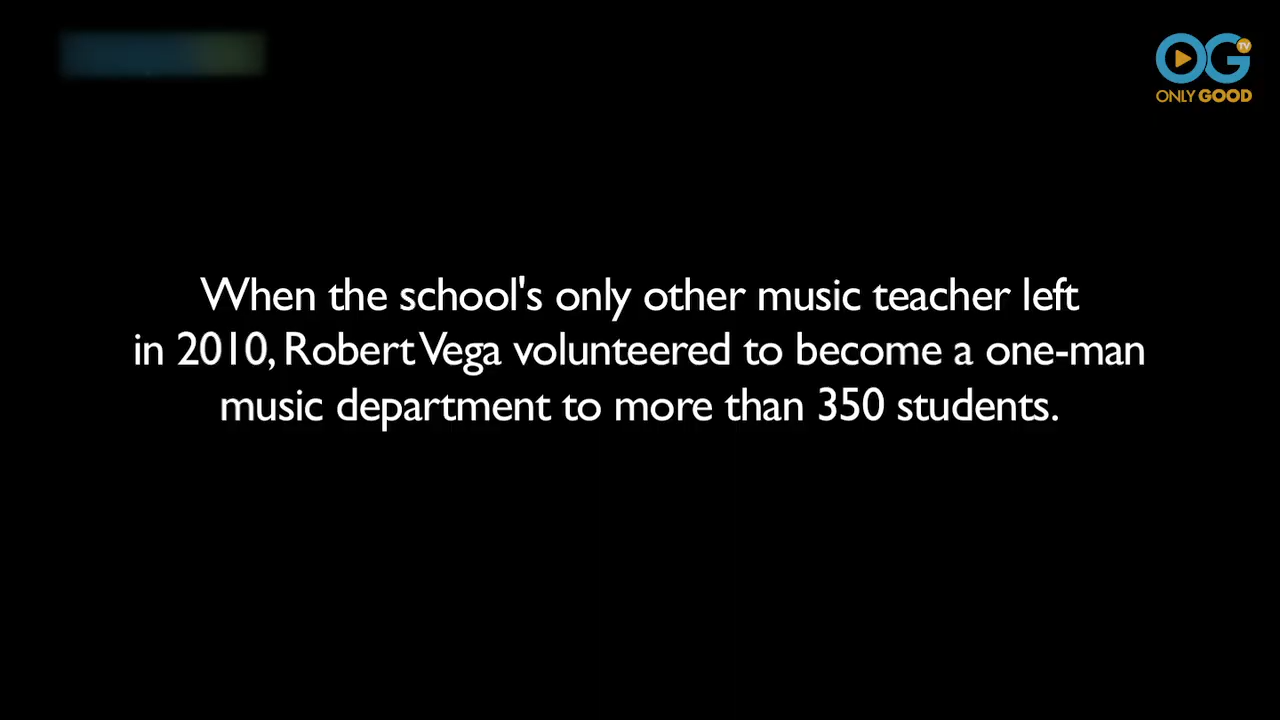 OG TV
ONLY GOOD
When the school's only other music teacher left
in 2010, Robert Vega volunteered to become a one-man
music department to more than 350 students.